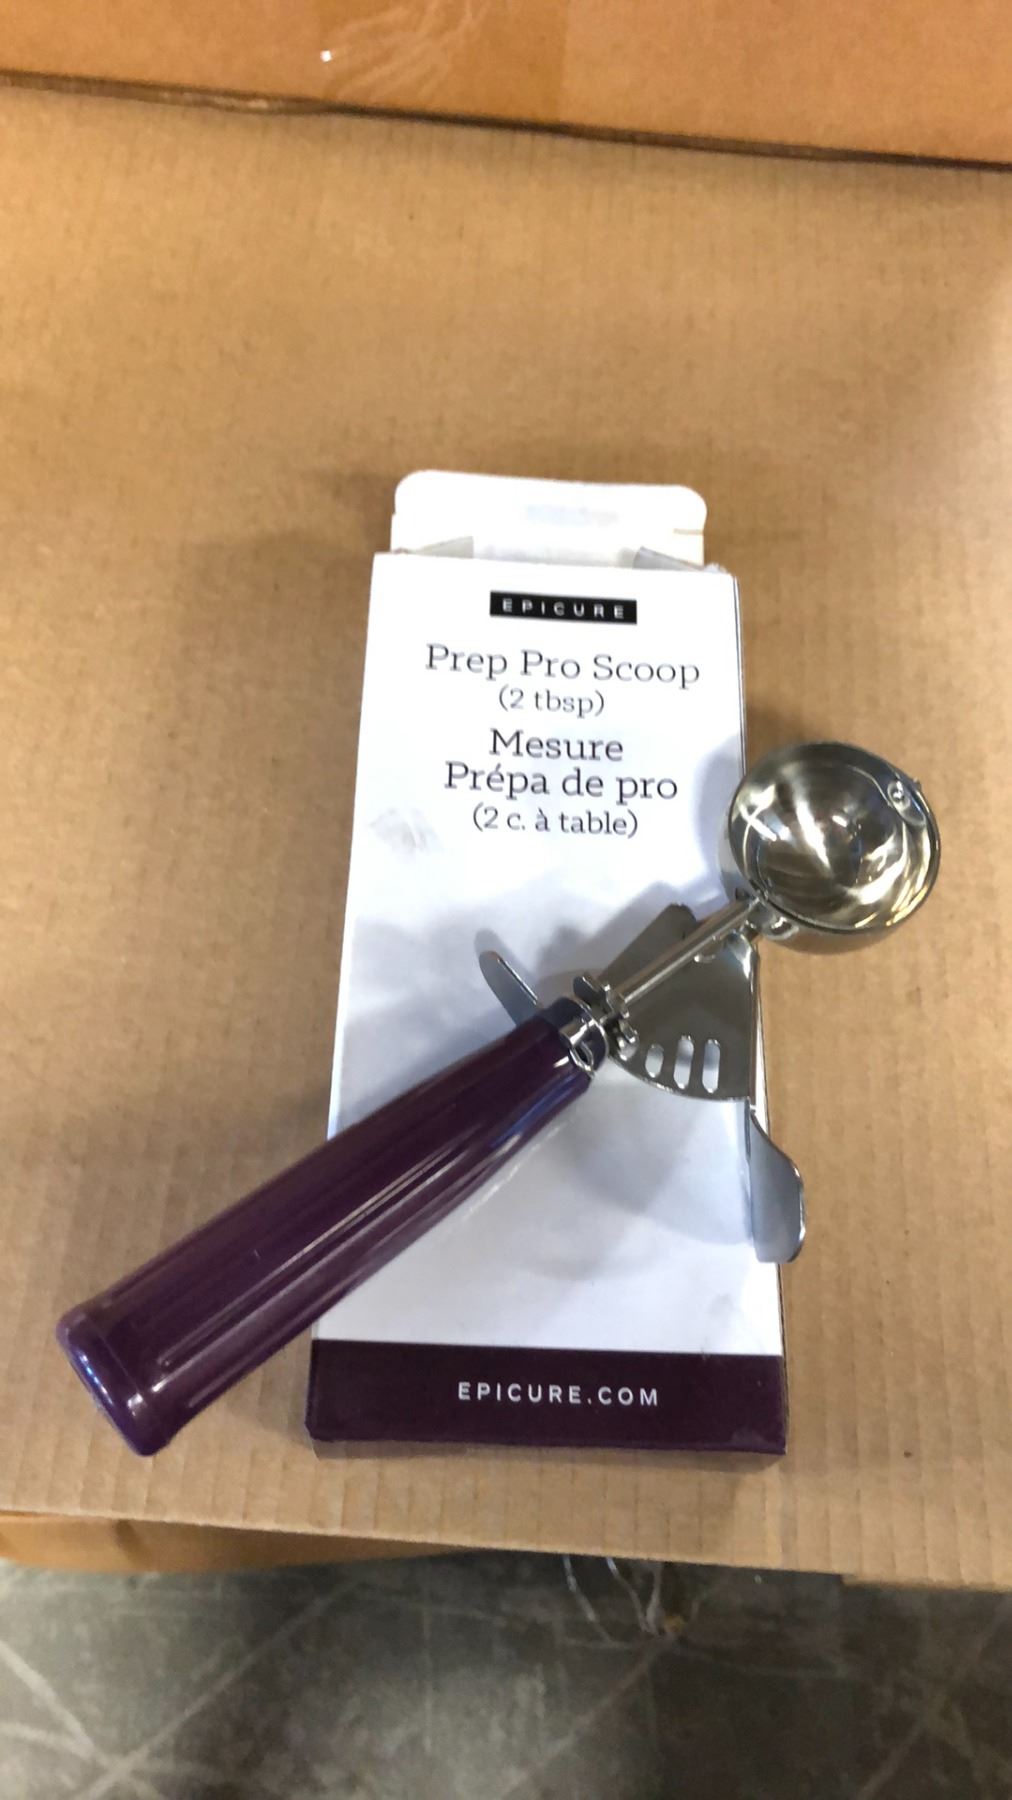 EPICURE
Prep Pro Scoop
(2 tbsp)
Mesure
Prépa de pro
(2 c. à table)
EPICURE.COM